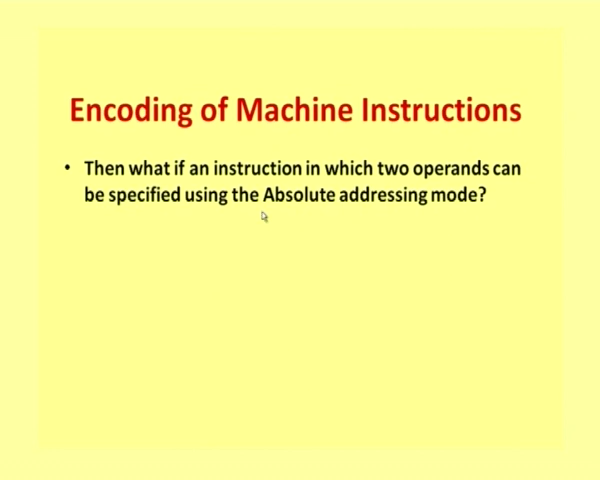 Encoding of Machine Instructions
• Then what if an instruction in which two operands can
be specified using the Absolute addressing mode?